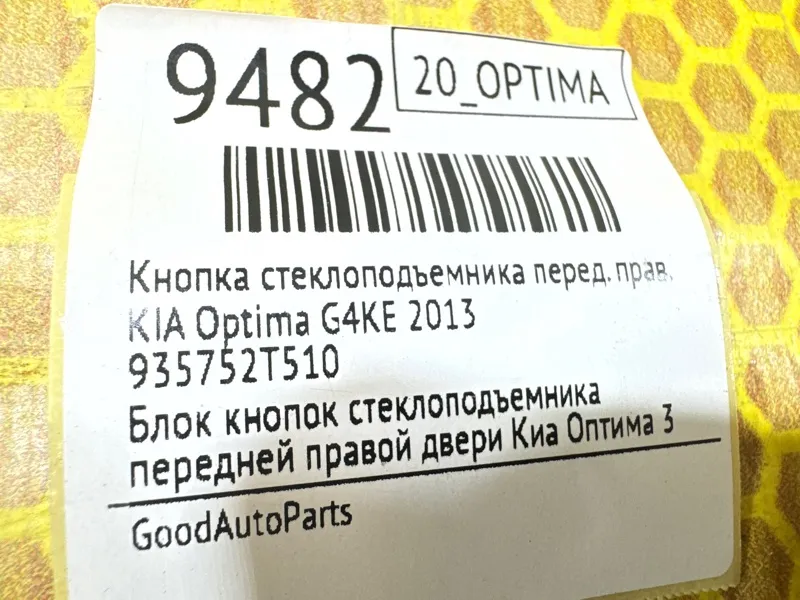 9482
20_OPTIMA
Кнопка стеклоподъемника перед. прав.
KIA Optima G4KE 2013
935752T510
Блок кнопок стеклоподъемника
передней правой двери Киа Оптима 3
GoodAutoParts